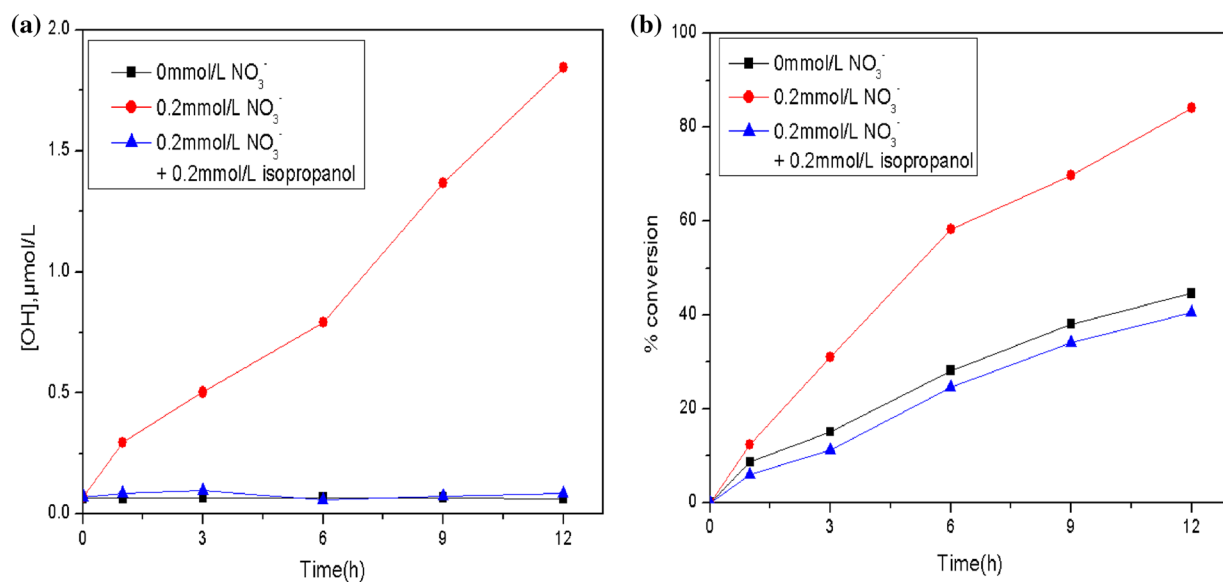 (a)
2.0
1.5
1.0
0.5
0.0
[OH],μmol/L
0mmol/L NO3-
0.2mmol/L NO3-
0.2mmol/L NO3-
+ 0.2mmol/L isopropanol
0 3 6 9 12
Time(h)
(b)
100
80
60
40
20
0
% conversion
0mmol/L NO3-
0.2mmol/L NO3-
0.2mmol/L NO3-
+ 0.2mmol/L isopropanol
0 3 6 9 12
Time(h)